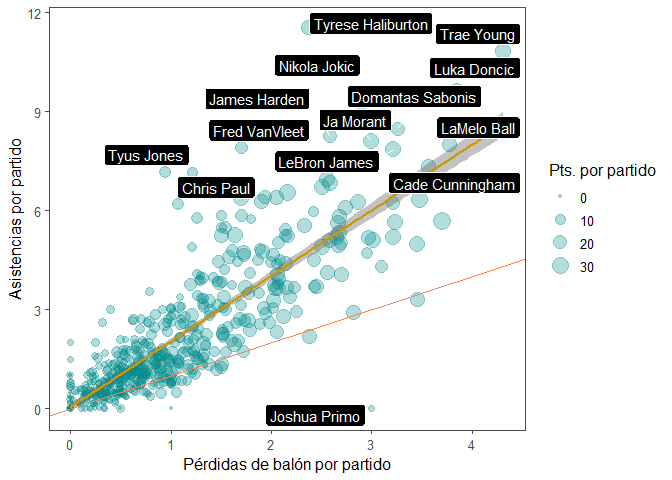 12
9
6
3
0
Asistencias por partido
Tyrese Haliburton
Trae Young
Nikola Jokic
Luka Doncic
James Harden
Domantas Sabonis
Ja Morant
Fred VanVleet
LaMelo Ball
Tyus Jones
LeBron James
Chris Paul
Cade Cunningham
Joshua Primo
0
1
2
3
4
Pérdidas de balón por partido
Pts. por partido
0
10
20
30